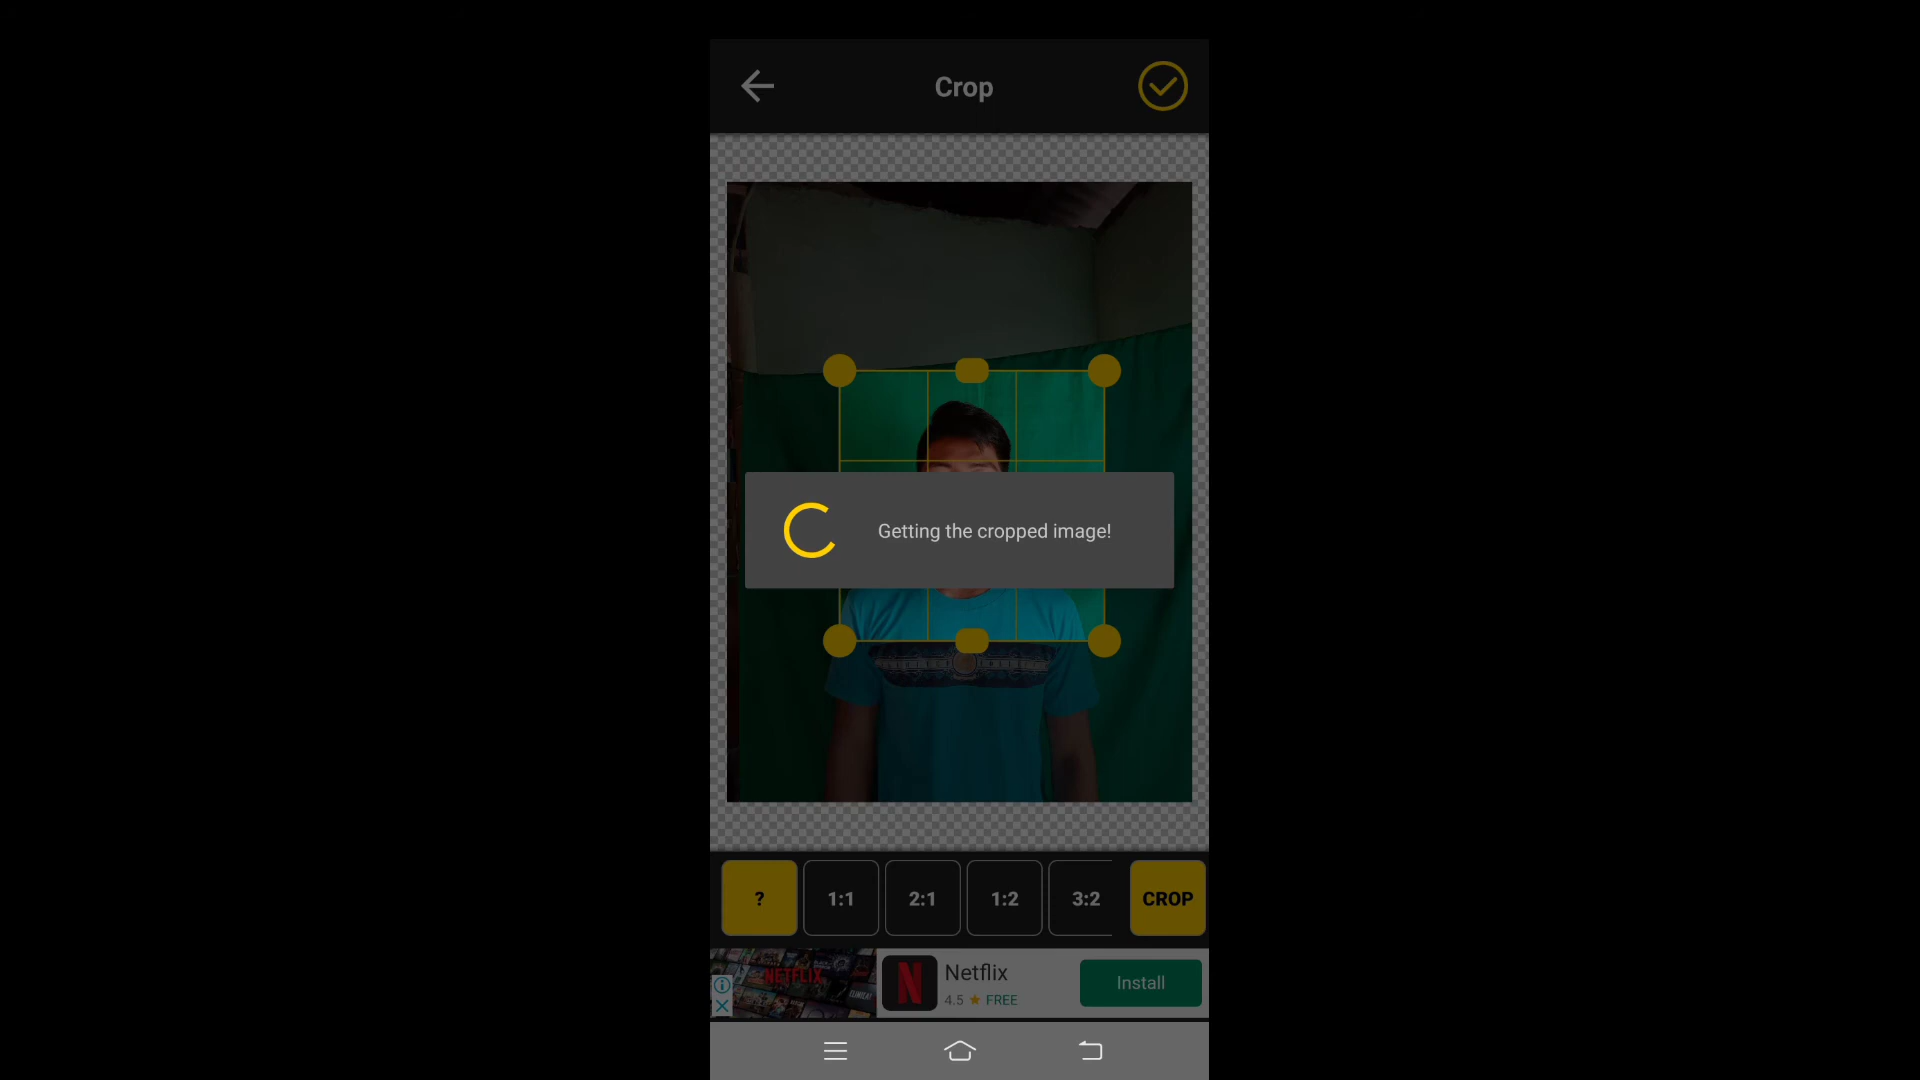 Crop
Getting the cropped image!
?
1:1
2:1
1:2
3:2
CROP
NETFLIX
Netflix
4.5 ★ FREE
Install